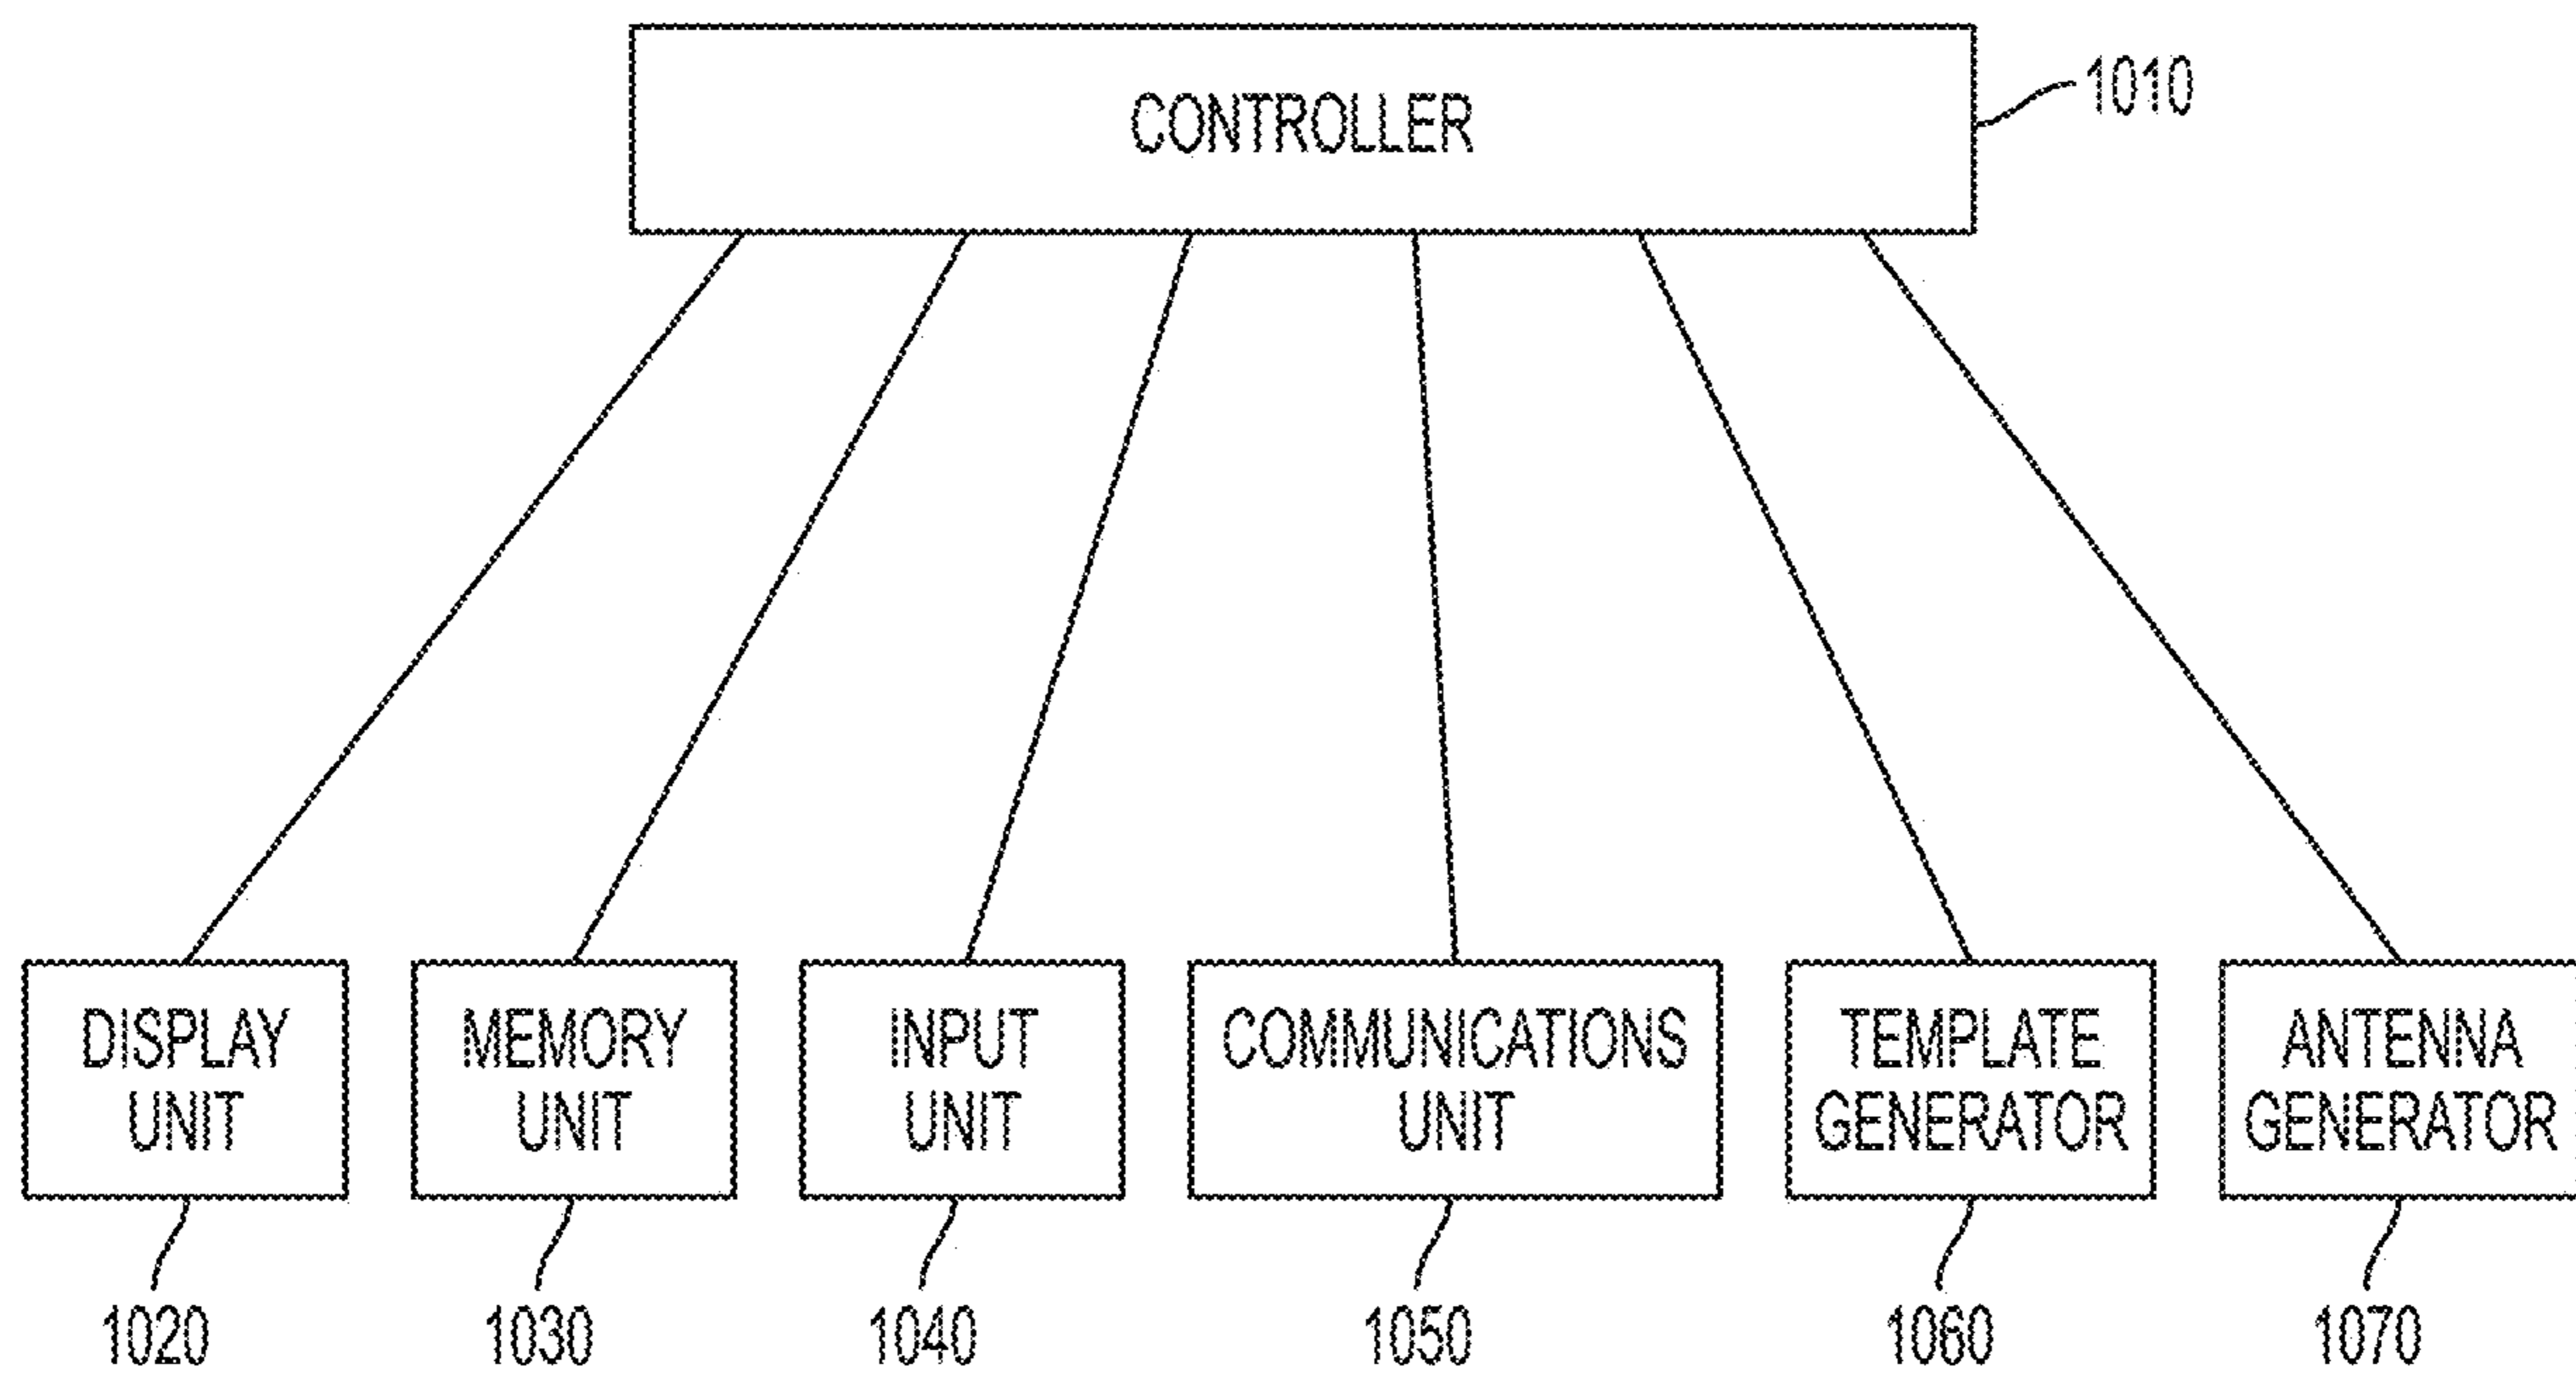 CONTROLLER
1010
DISPLAY
UNIT
MEMORY
UNIT
INPUT
UNIT
COMMUNICATIONS
UNIT
TEMPLATE
GENERATOR
ANTENNA
GENERATOR
1020
1030
1040
1050
1060
1070